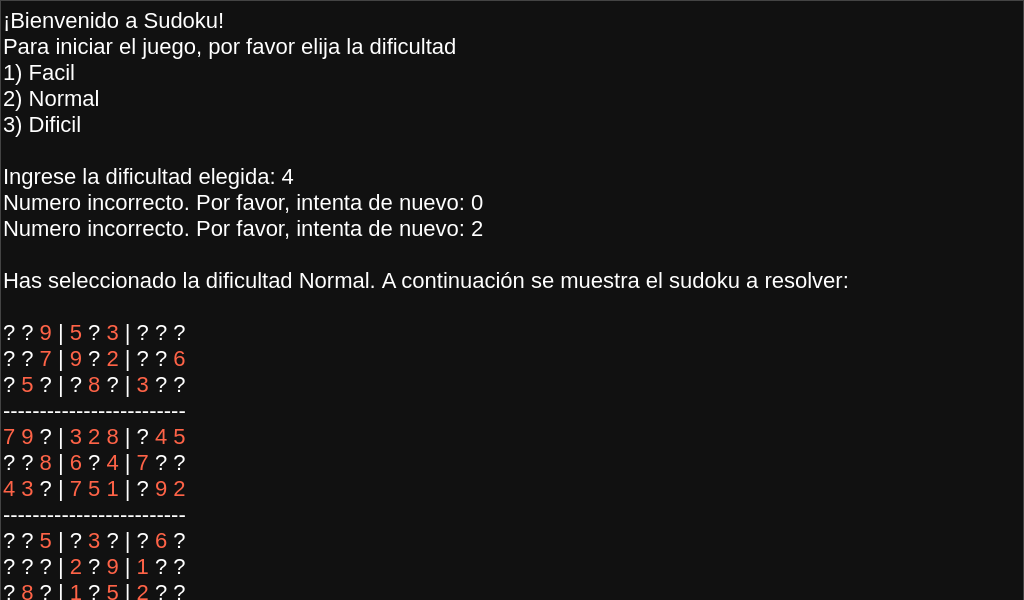 ¡Bienvenido a Sudoku!
Para iniciar el juego, por favor elija la dificultad
1) Facil
2) Normal
3) Dificil
Ingrese la dificultad elegida: 4
Numero incorrecto. Por favor, intenta de nuevo: 0
Numero incorrecto. Por favor, intenta de nuevo: 2
Has seleccionado la dificultad Normal. A continuación se muestra el sudoku a resolver:
? ? 9 | 5 ? 3 | ? ? ?
? ? 7 | 9 ? 2 | ? ? 6
? 5 ? | ? 8 ? | 3 ? ?
-------------------------
7 9 ? | 3 2 8 | ? 4 5
? ? 8 | 6 ? 4 | 7 ? ?
4 3 ? | 7 5 1 | ? 9 2
-------------------------
? ? 5 | ? 3 ? | ? 6 ?
? ? ? | 2 ? 9 | 1 ? ?
? 8 ? | 1 ? 5 | 2 ? ?